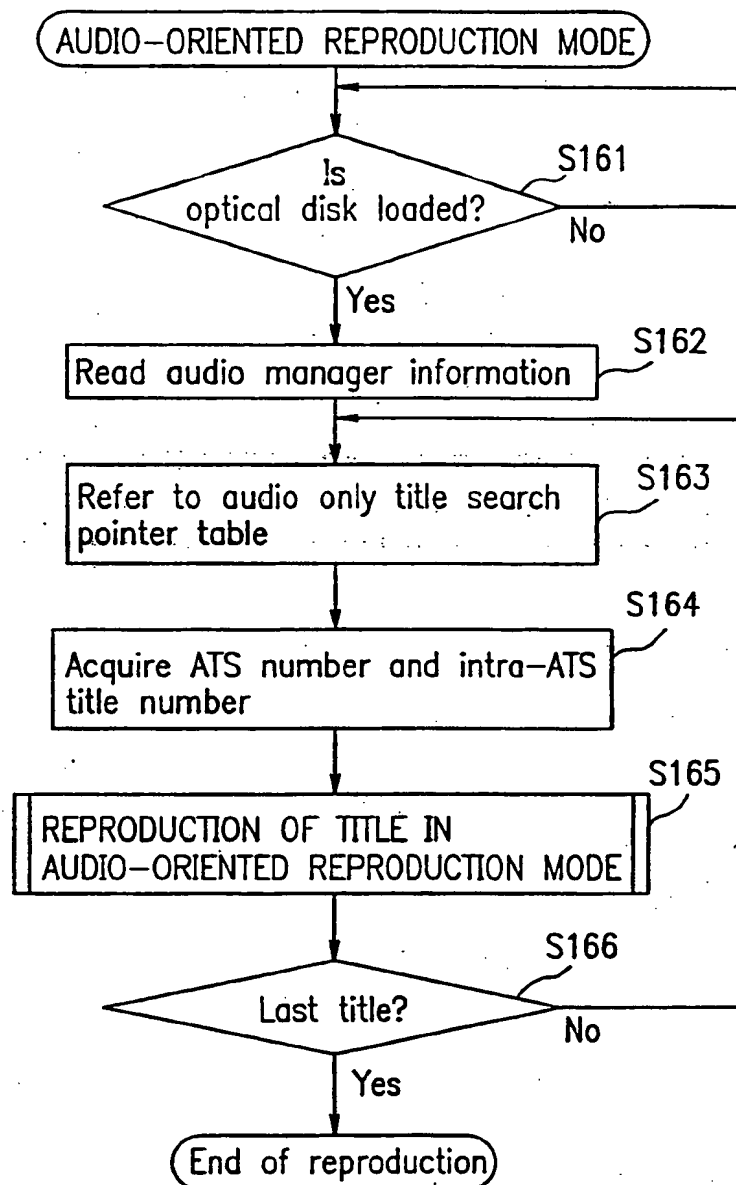 AUDIO-ORIENTED REPRODUCTION MODE
S161
Is
optical disk loaded?
No
Yes
S162
Read audio manager information
S163
Refer to audio only title search
pointer table
S164
Acquire ATS number and intra-ATS
title number
S165
REPRODUCTION OF TITLE IN
AUDIO-ORIENTED REPRODUCTION MODE
S166
Last title?
No
Yes
End of reproduction